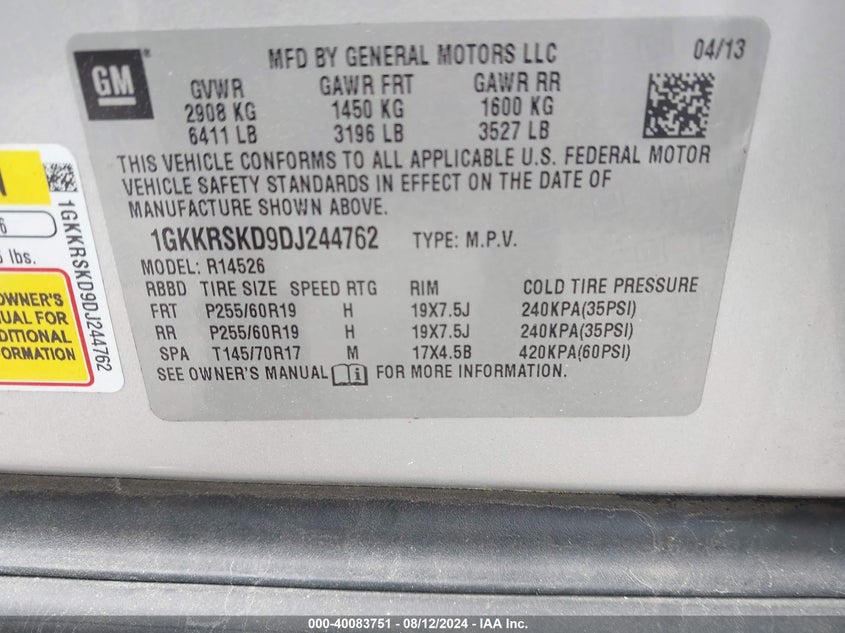 GM
MFD BY GENERAL MOTORS LLC 04/13
GVWR GAWR FRT GAWR RR
2908 KG 1450 KG 1600 KG
6411 LB 3196 LB 3527 LB
THIS VEHICLE CONFORMS TO ALL APPLICABLE U.S. FEDERAL MOTOR
VEHICLE SAFETY STANDARDS IN EFFECT ON THE DATE OF
MANUFACTURE SHOWN ABOVE.
1GKKRSKD9DJ244762 TYPE: M.P.V.
MODEL: R14526
RBBD TIRE SIZE SPEED RTG RIM COLD TIRE PRESSURE
FRT P255/60R19 H 19X7.5J 240KPA(35PSI)
RR P255/60R19 H 19X7.5J 240KPA(35PSI)
SPA T145/70R17 M 17X4.5B 420KPA(60PSI)
SEE OWNER'S MANUAL i FOR MORE INFORMATION.
lbs.
OWNER'S
FOR
1GKKRSKD9DJ244762
000-40083751 - 08/12/2024 - IAA Inc.